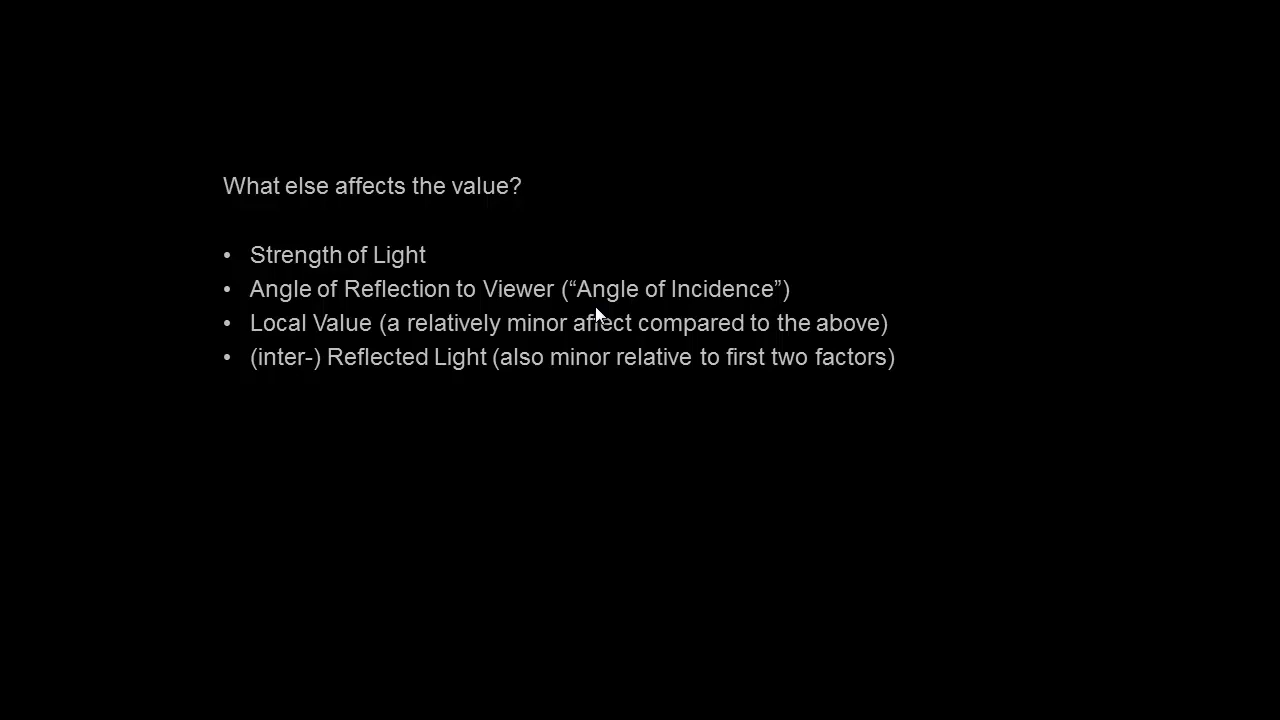 What else affects the value?
• Strength of Light
• Angle of Reflection to Viewer (“Angle of Incidence”)
• Local Value (a relatively minor affect compared to the above)
• (inter-) Reflected Light (also minor relative to first two factors)